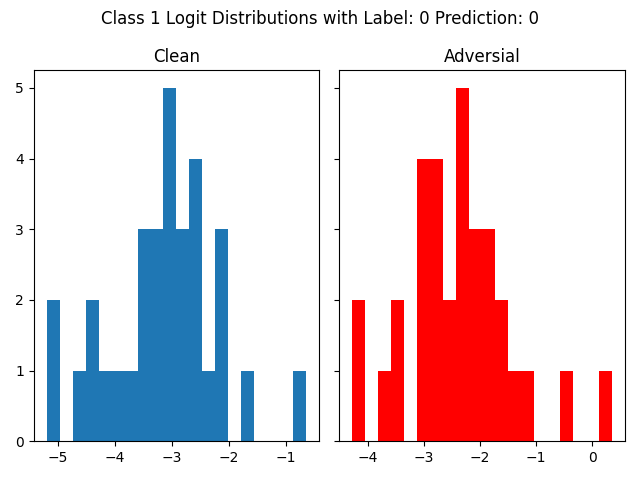 Class 1 Logit Distributions with Label: 0 Prediction: 0
Clean
Adversial
5
4
3
2
1
0
−5 −4 −3 −2 −1
−4 −3 −2 −1 0